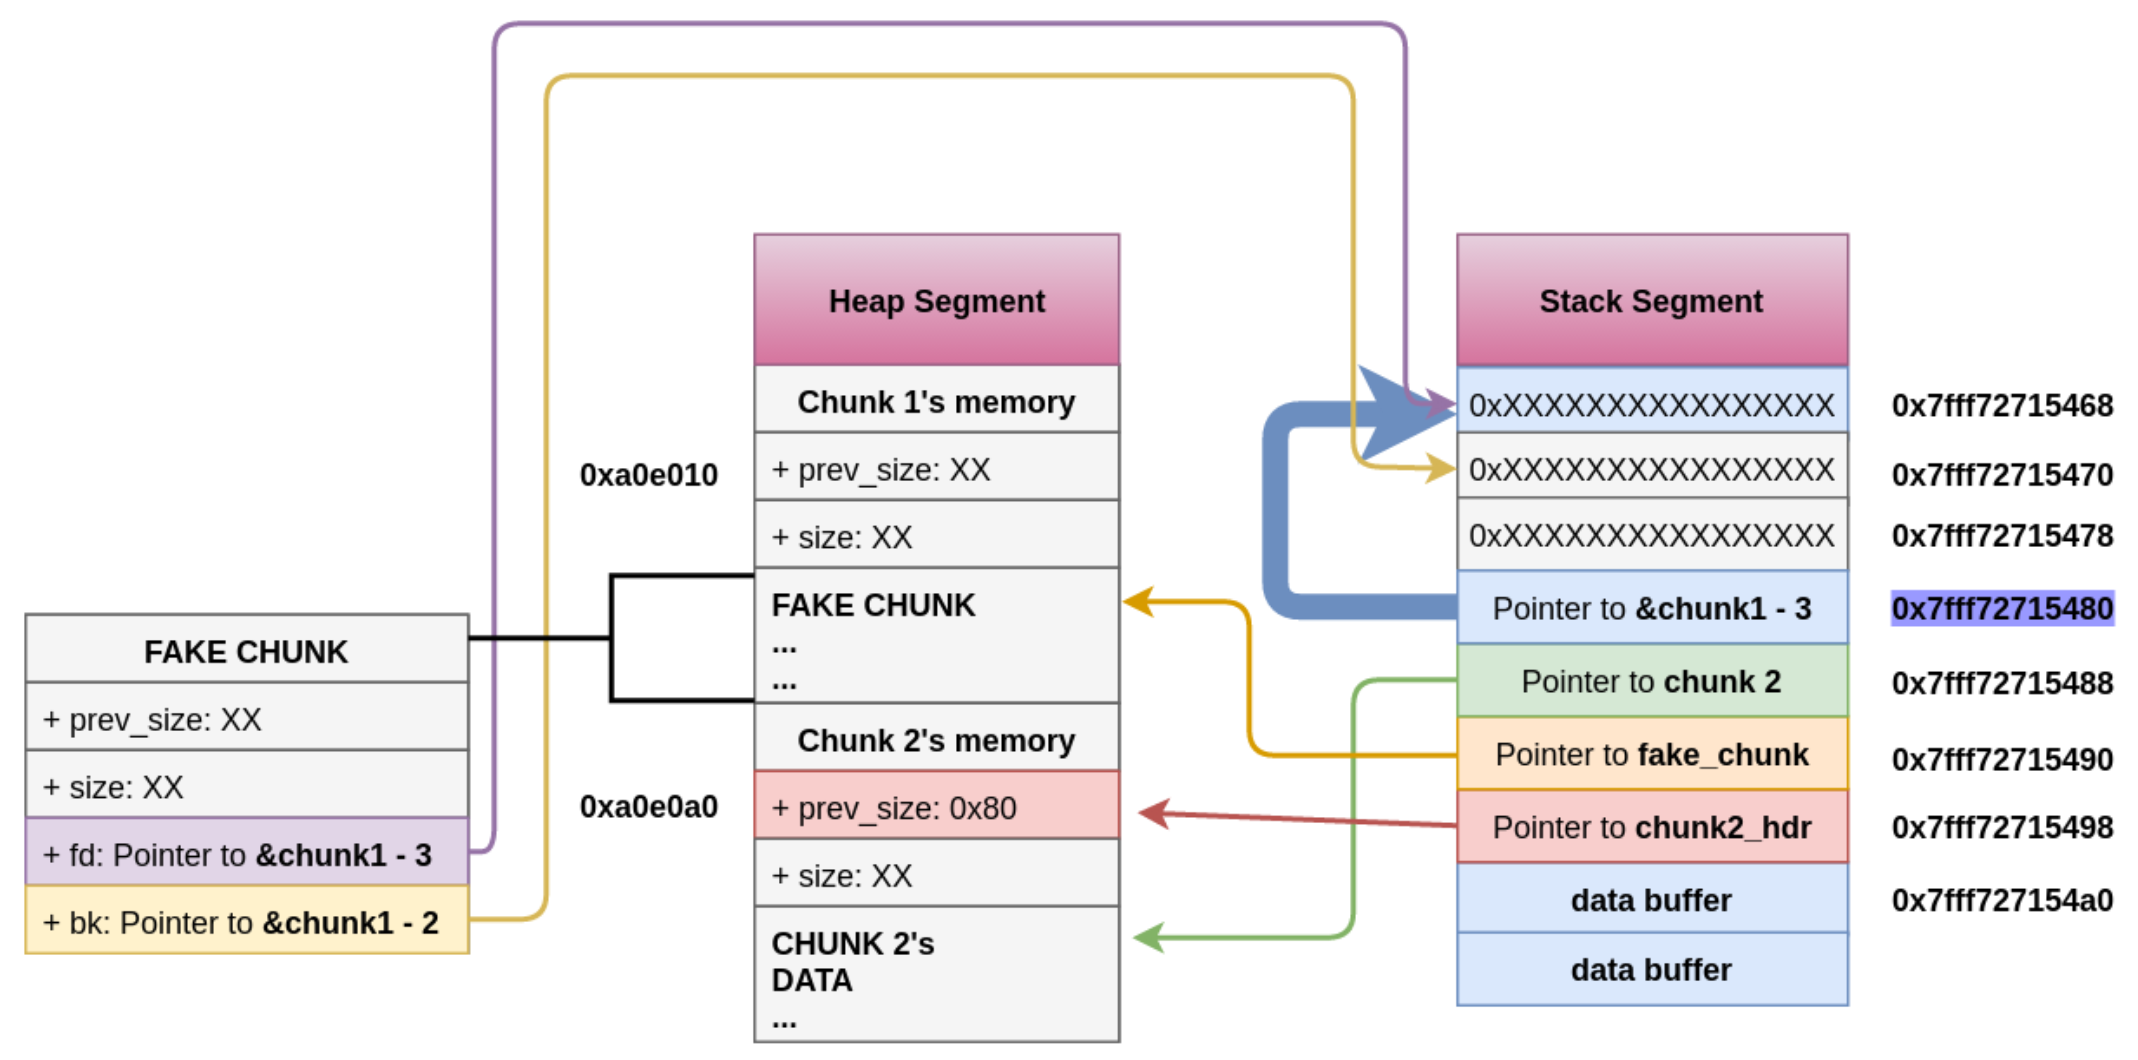 Heap Segment
Chunk 1's memory
0xa0e010
+ prev_size: XX
+ size: XX
FAKE CHUNK
...
...
Chunk 2's memory
0xa0e0a0
+ prev_size: 0x80
+ size: XX
CHUNK 2's
DATA
...
FAKE CHUNK
+ prev_size: XX
+ size: XX
+ fd: Pointer to &chunk1 - 3
+ bk: Pointer to &chunk1 - 2
Stack Segment
0xXXXXXXXXXXXXXXXX 0x7fff72715468
0xXXXXXXXXXXXXXXXX 0x7fff72715470
0xXXXXXXXXXXXXXXXX 0x7fff72715478
Pointer to &chunk1 - 3 0x7fff72715480
Pointer to chunk 2 0x7fff72715488
Pointer to fake_chunk 0x7fff72715490
Pointer to chunk2_hdr 0x7fff72715498
data buffer 0x7fff727154a0
data buffer